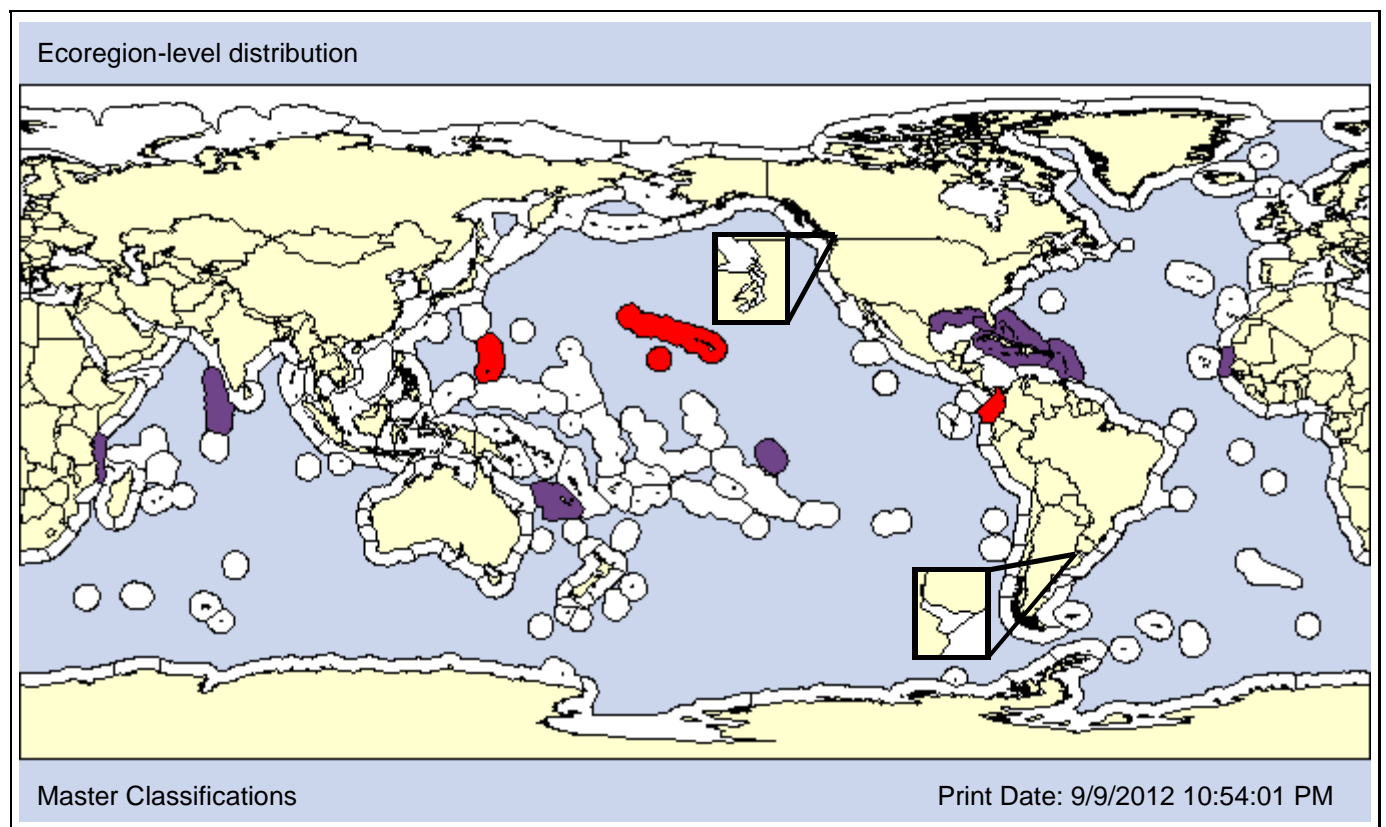 Ecoregion-level distribution
Master Classifications
Print Date: 9/9/2012 10:54:01 PM